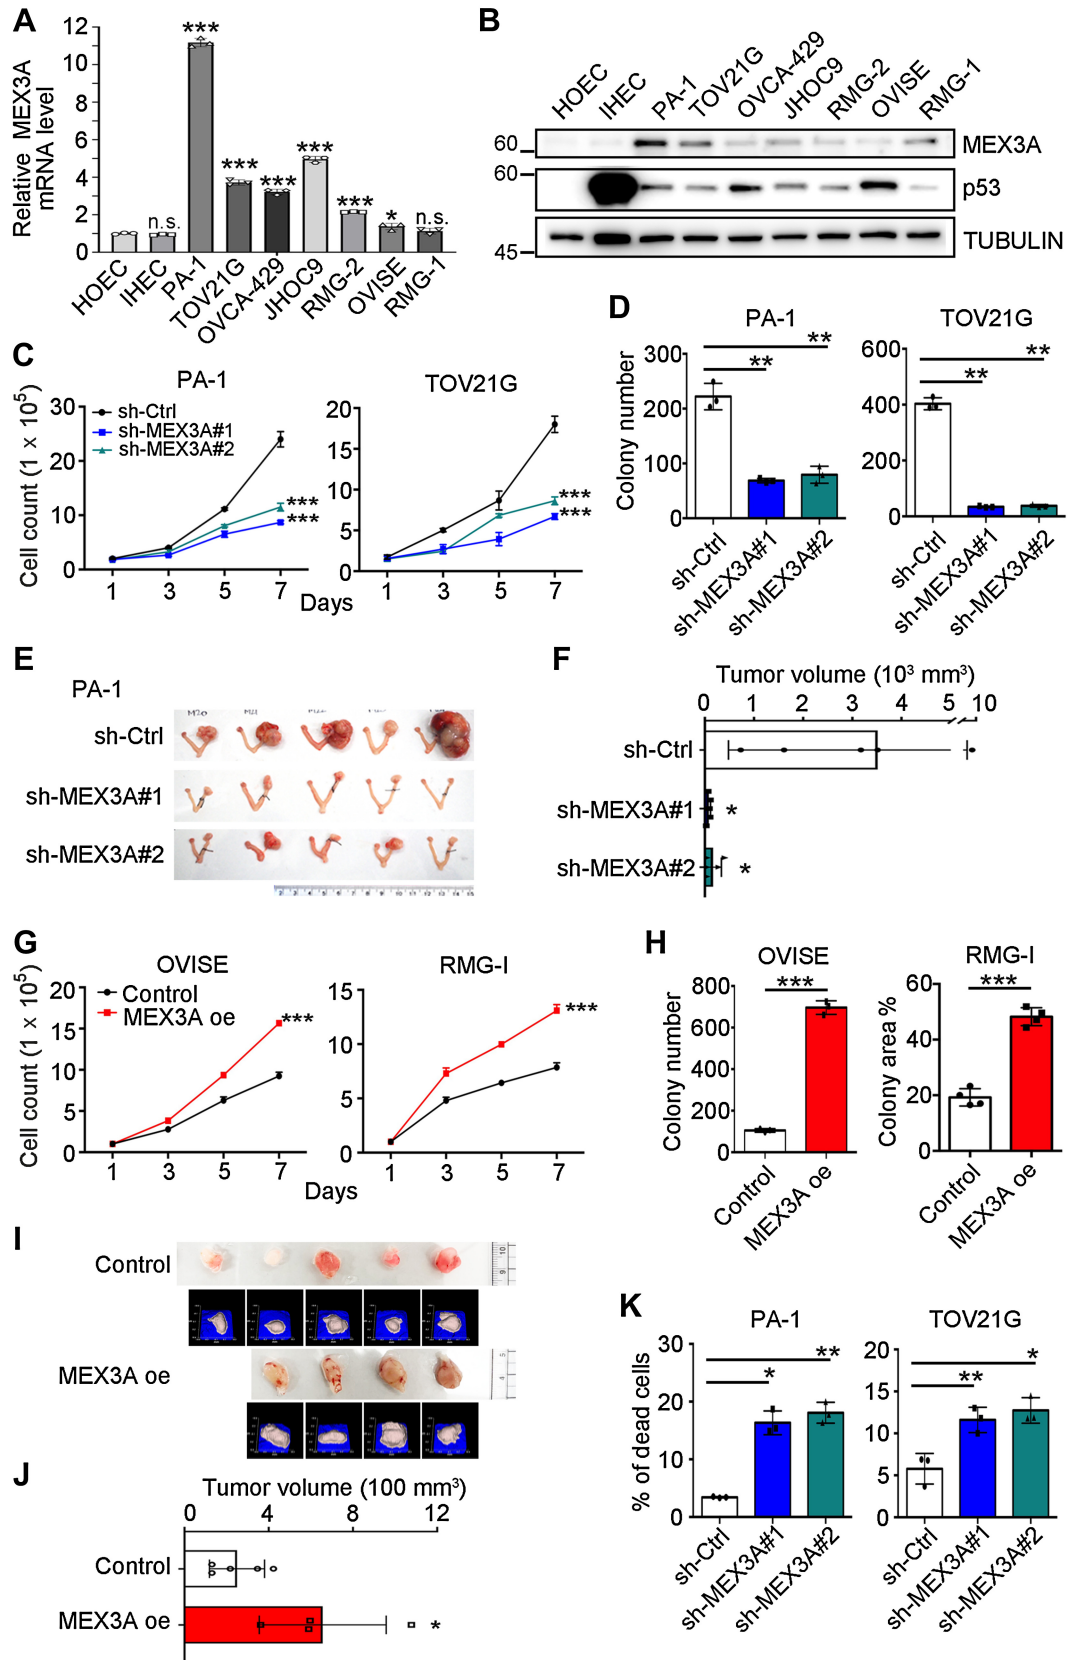 A
Relative MEX3A
mRNA level
12
10
8
6
4
2
0
***
***
***
***
***
*
n.s.
n.s.
HOEC
IHEC
PA-1
TOV21G
OVCA-429
JHOC9
RMG-2
OVISE
RMG-1
B
HOEC
IHEC
PA-1
TOV21G
OVCA-429
JHOC9
RMG-2
OVISE
RMG-1
60
MEX3A
60
p53
45
TUBULIN
C
PA-1
TOV21G
Cell count (1 x 10⁵)
30
20
10
0
sh-Ctrl
sh-MEX3A#1
sh-MEX3A#2
***
***
1 3 5 7
20
15
10
5
0
***
***
1 3 5 7
Days
D
PA-1
TOV21G
Colony number
300
200
100
0
**
**
sh-Ctrl
sh-MEX3A#1
sh-MEX3A#2
600
400
200
0
**
**
sh-Ctrl
sh-MEX3A#1
sh-MEX3A#2
E
PA-1
sh-Ctrl
sh-MEX3A#1
sh-MEX3A#2
F
Tumor volume (10³ mm³)
0 1 2 3 4 5 10
sh-Ctrl
sh-MEX3A#1 *
sh-MEX3A#2 *
G
OVISE
RMG-I
Cell count (1 x 10⁵)
20
15
10
5
0
Control
MEX3A oe
***
1 3 5 7
15
10
5
0
***
1 3 5 7
Days
H
OVISE
RMG-I
Colony number
800
600
400
200
0
***
Control
MEX3A oe
Colony area %
60
40
20
0
***
Control
MEX3A oe
I
Control
MEX3A oe
J
Tumor volume (100 mm³)
0 4 8 12
Control
MEX3A oe *
K
PA-1
TOV21G
% of dead cells
30
20
10
0
**
*
sh-Ctrl
sh-MEX3A#1
sh-MEX3A#2
20
15
10
5
0
*
**
sh-Ctrl
sh-MEX3A#1
sh-MEX3A#2